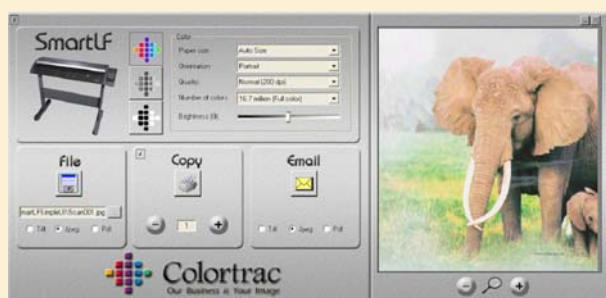 SmartLF
Color
Paper size: Auto Size
Orientation: Portrait
Quality: Normal (200 dpi)
Number of colors: 16.7 million (Full color)
Brightness
File
Copy
Email
1
Tiff Jpeg Pdf
Tiff Jpeg Pdf
Colortrac
Our Business is Your Image